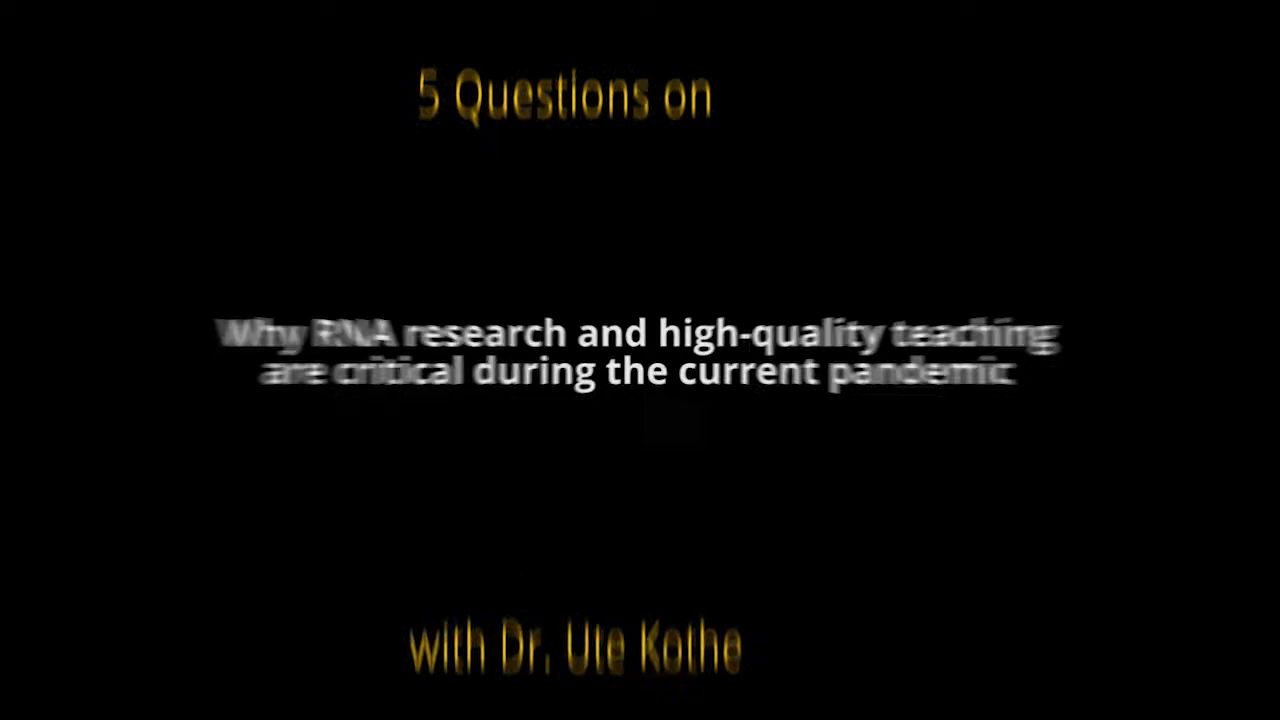 5 Questions on
Why RNA research and high-quality teaching
are critical during the current pandemic
with Dr. Ute Kothe